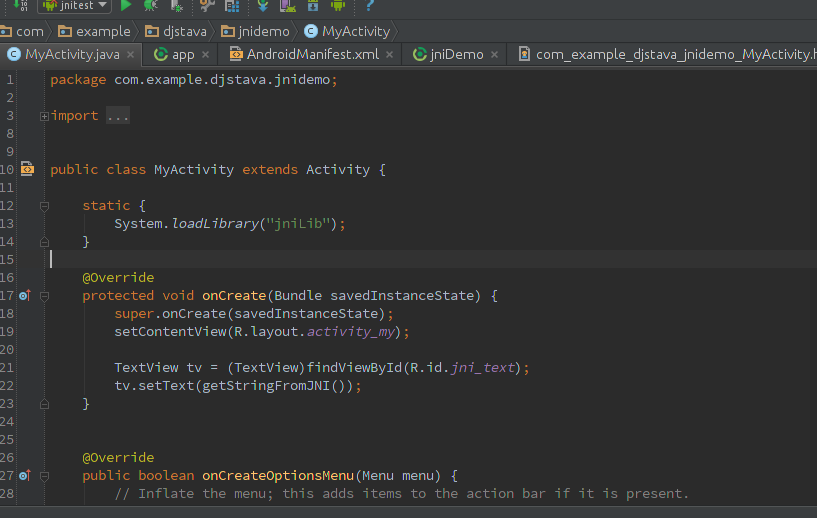 jnitest
com example djstava jnidemo MyActivity
MyActivity.java app AndroidManifest.xml jniDemo com_example_djstava_jnidemo_MyActivity.h
1 package com.example.djstava.jnidemo;
2
3 import ...
8
9
10 public class MyActivity extends Activity {
11
12 static {
13 System.loadLibrary("jniLib");
14 }
15
16 @Override
17 protected void onCreate(Bundle savedInstanceState) {
18 super.onCreate(savedInstanceState);
19 setContentView(R.layout.activity_my);
20
21 TextView tv = (TextView)findViewById(R.id.jni_text);
22 tv.setText(getStringFromJNI());
23 }
24
25
26 @Override
27 public boolean onCreateOptionsMenu(Menu menu) {
28 // Inflate the menu; this adds items to the action bar if it is present.